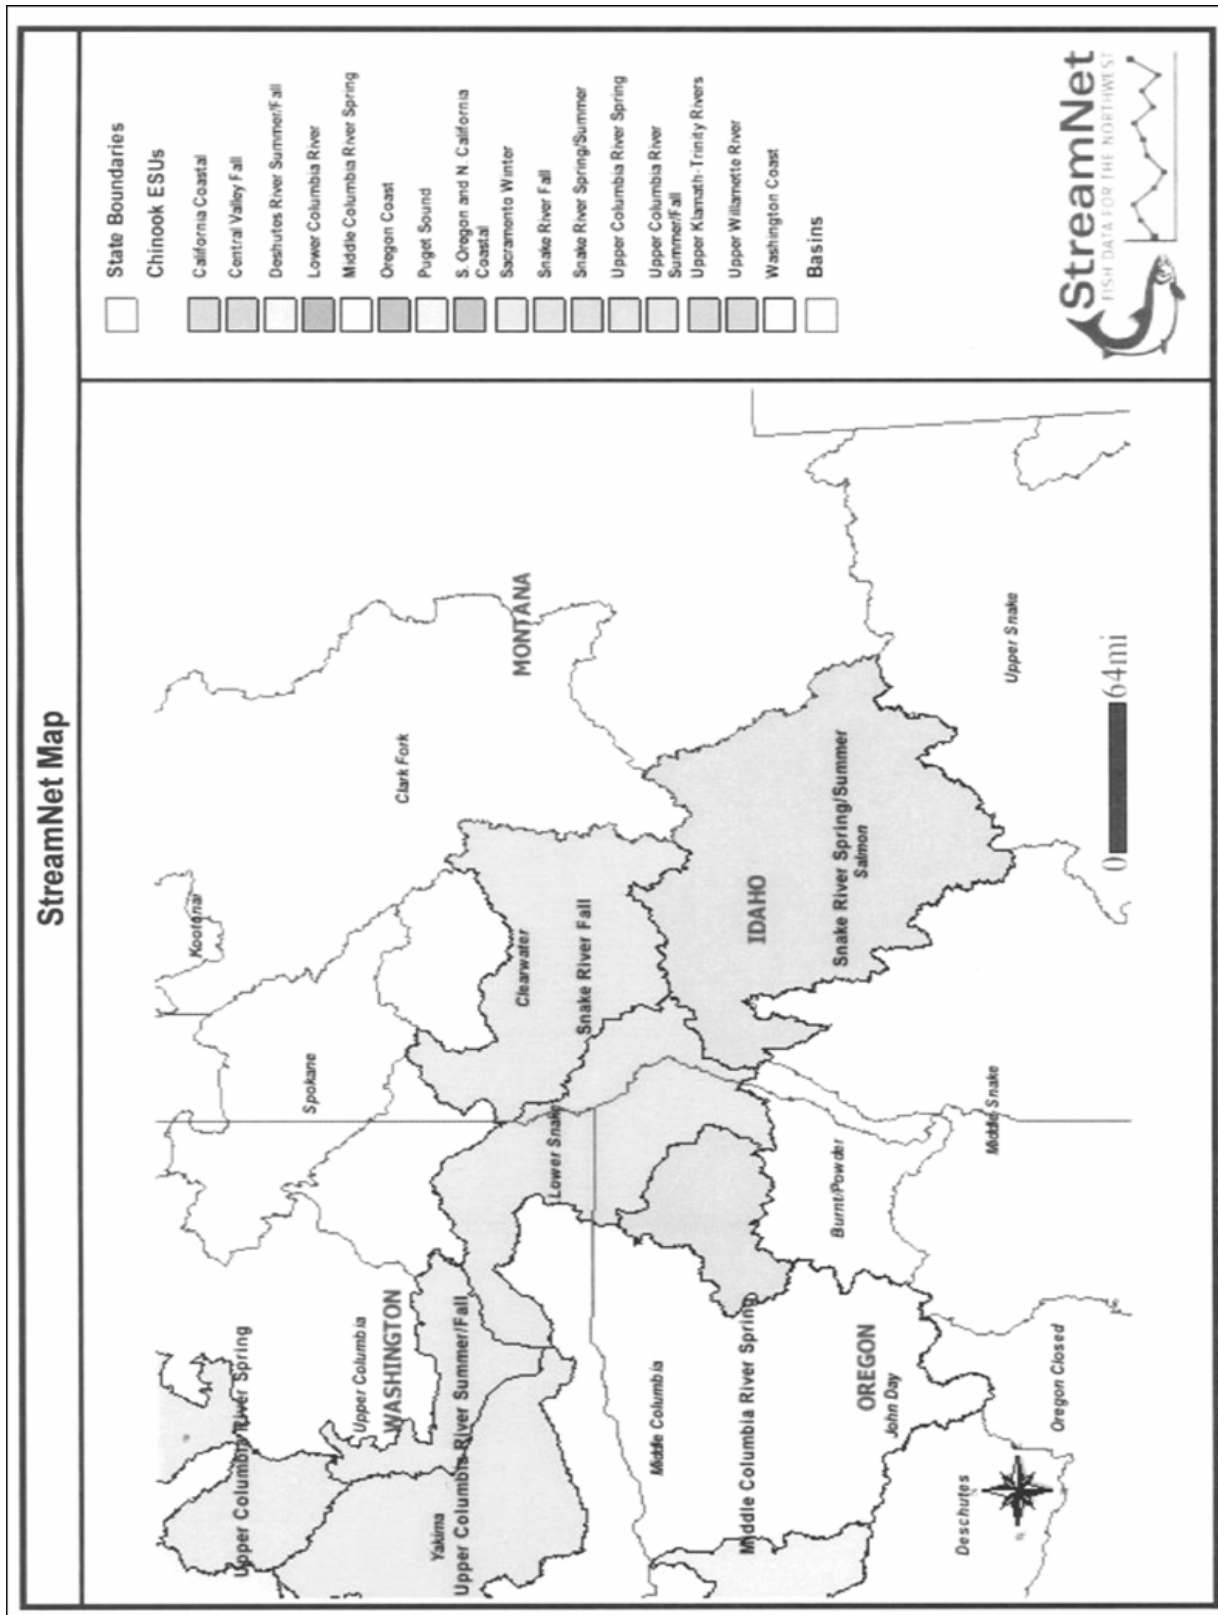 StreamNet Map
Kootenai
Clark Fork
MONTANA
Spokane
Clearwater
Snake River Fall
IDAHO
Snake River Spring/Summer
Salmon
Upper Snake
Upper Columbia River Spring
Upper Columbia
WASHINGTON
Yakima
Upper Columbia River Summer/Fall
Lower Snake
Middle Columbia
Middle Columbia River Spring
OREGON
John Day
Burnt/Powder
Middle Snake
Deschutes
Oregon Closed
0
64mi
State Boundaries
Chinook ESUs
California Coastal
Central Valley Fall
Deshutes River Summer/Fall
Lower Columbia River
Middle Columbia River Spring
Oregon Coast
Puget Sound
S. Oregon and N. California
Coastal
Sacramento Winter
Snake River Fall
Snake River Spring/Summer
Upper Columbia River Spring
Upper Columbia River
Summer/Fall
Upper Klamath-Trinity Rivers
Upper Willamette River
Washington Coast
Basins
StreamNet
FISH DATA FOR THE NORTHWEST